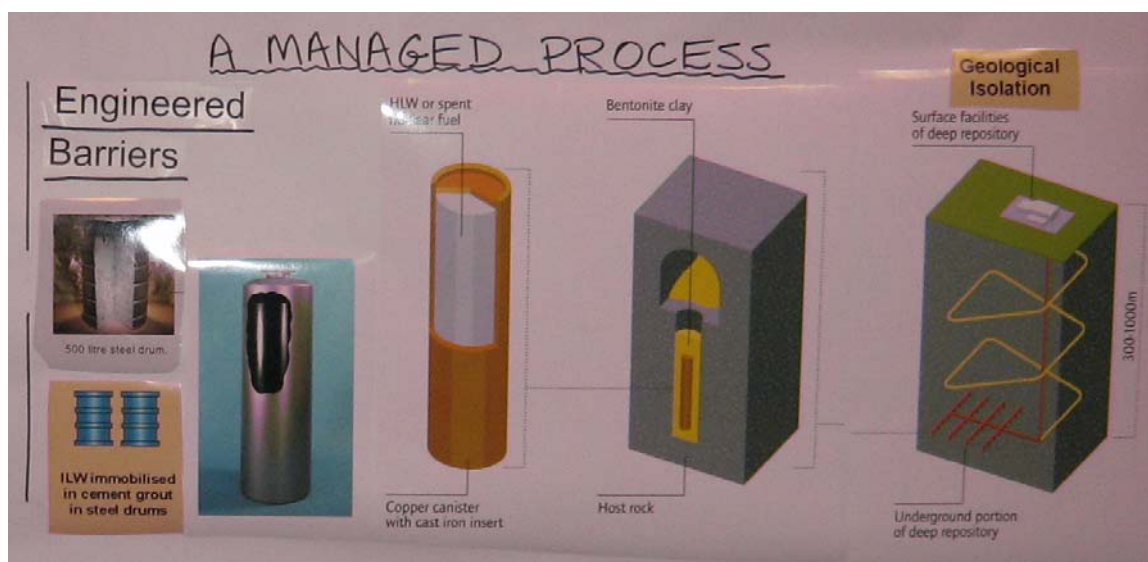 A MANAGED PROCESS
Engineered
Barriers
500 litre steel drum.
ILW immobilised
in cement grout
in steel drums
HLW or spent
nuclear fuel
Copper canister
with cast iron insert
Bentonite clay
Host rock
Geological
Isolation
Surface facilities
of deep repository
300-1000m
Underground portion
of deep repository